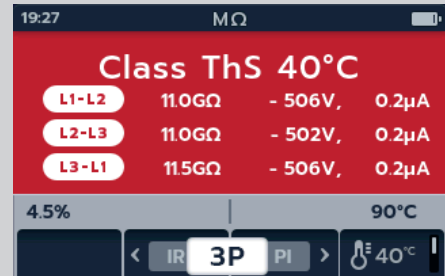 19:27 MΩ
Class ThS 40°C
L1-L2 11.0GΩ - 506V, 0.2µA
L2-L3 11.0GΩ - 502V, 0.2µA
L3-L1 11.5GΩ - 506V, 0.2µA
4.5% 90°C
< IR 3P PI > 40°C